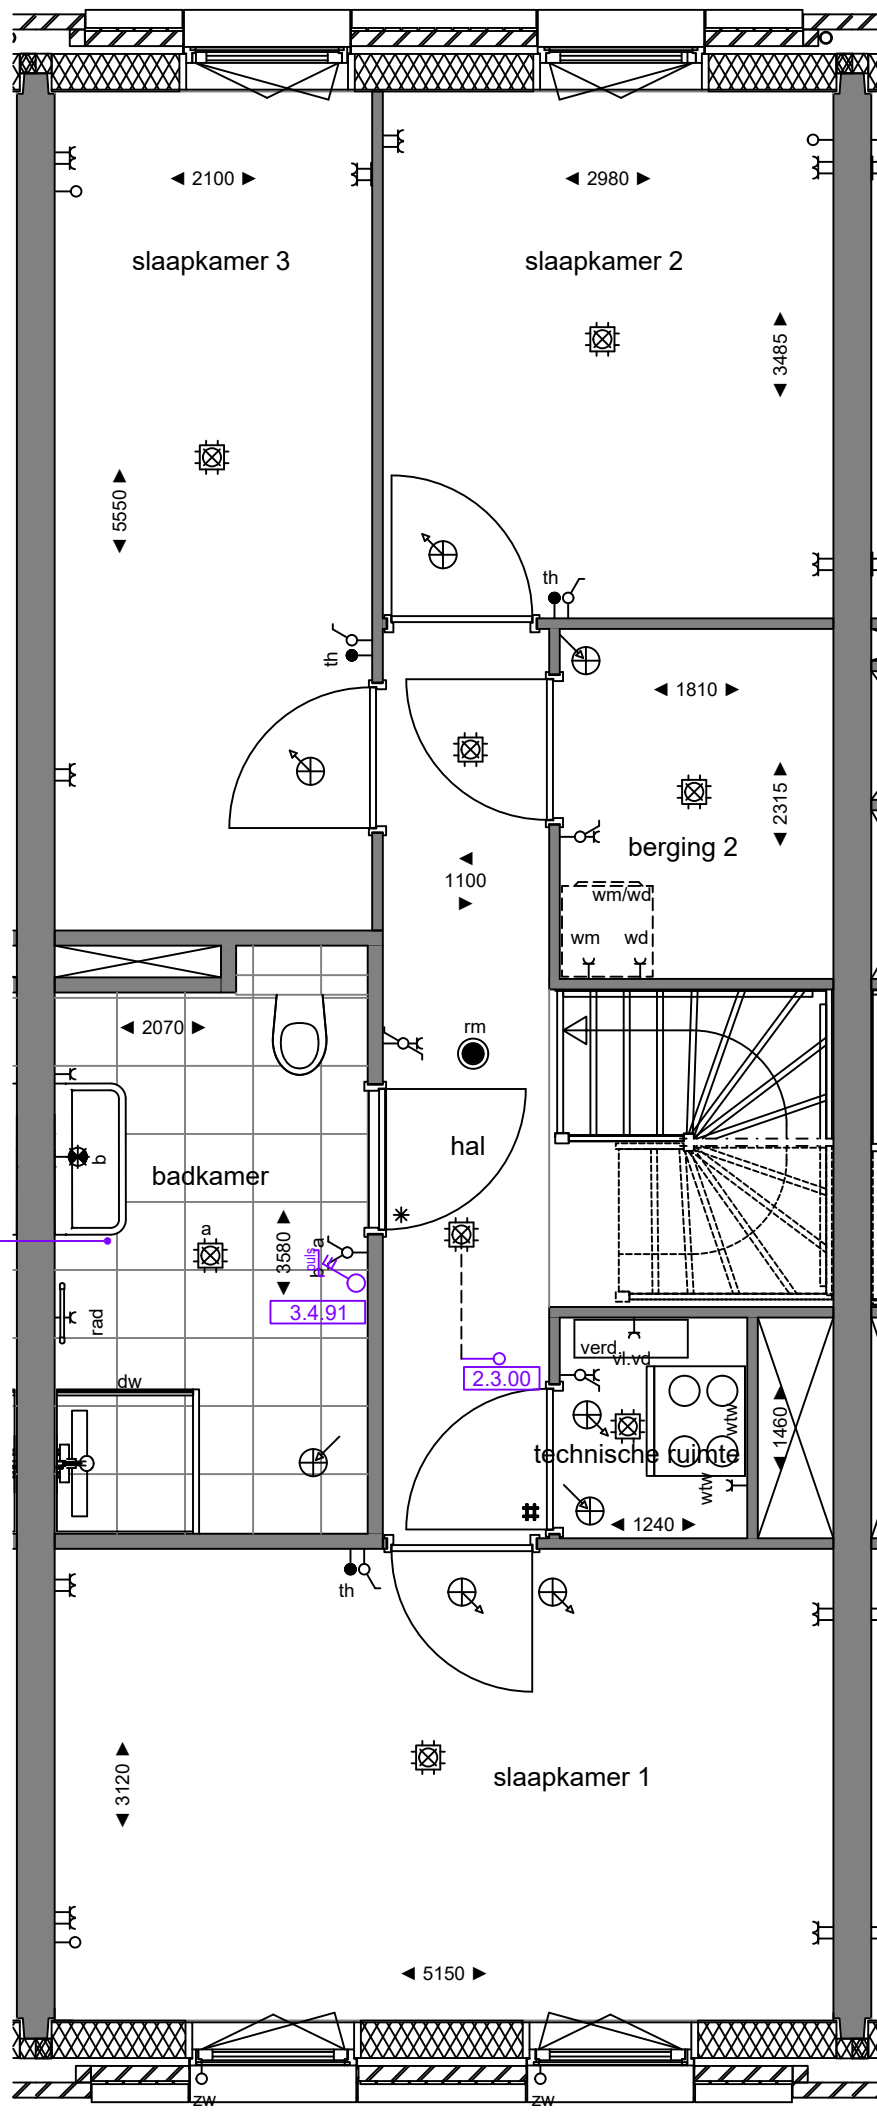 2100
2980
slaapkamer 3
slaapkamer 2
3485
5550
th
th
1810
2315
berging 2
1100
wm/wd
wm
wd
2070
rm
hal
b
badkamer
a
3580
puls
a
b
3.4.91
rad
verd.
vl.vd
2.3.00
dw
1460
wtw
technische ruimte
wtw
1240
th
slaapkamer 1
3120
5150
zw
zw